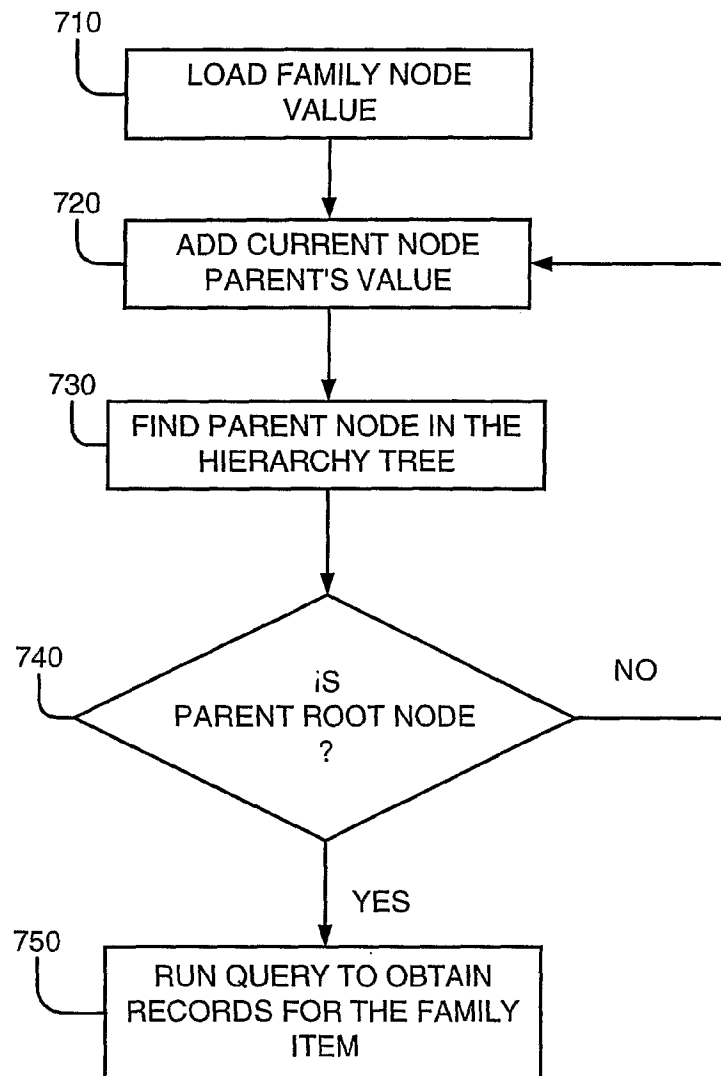 710
LOAD FAMILY NODE
VALUE
720
ADD CURRENT NODE
PARENT'S VALUE
730
FIND PARENT NODE IN THE
HIERARCHY TREE
740
iS
PARENT ROOT NODE
?
NO
YES
750
RUN QUERY TO OBTAIN
RECORDS FOR THE FAMILY
ITEM